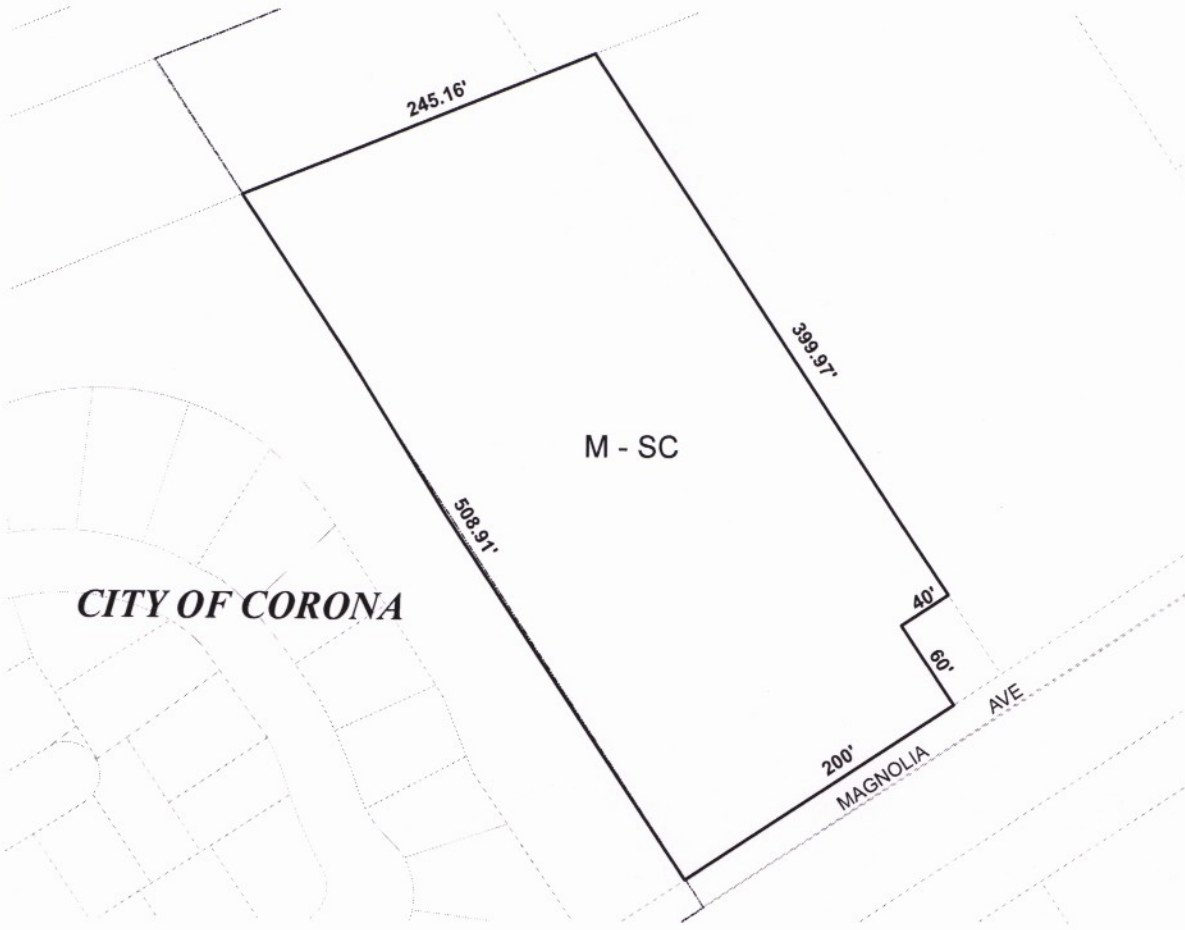 245.16'
399.97'
M - SC
508.91'
CITY OF CORONA
40'
60'
AVE
200'
MAGNOLIA